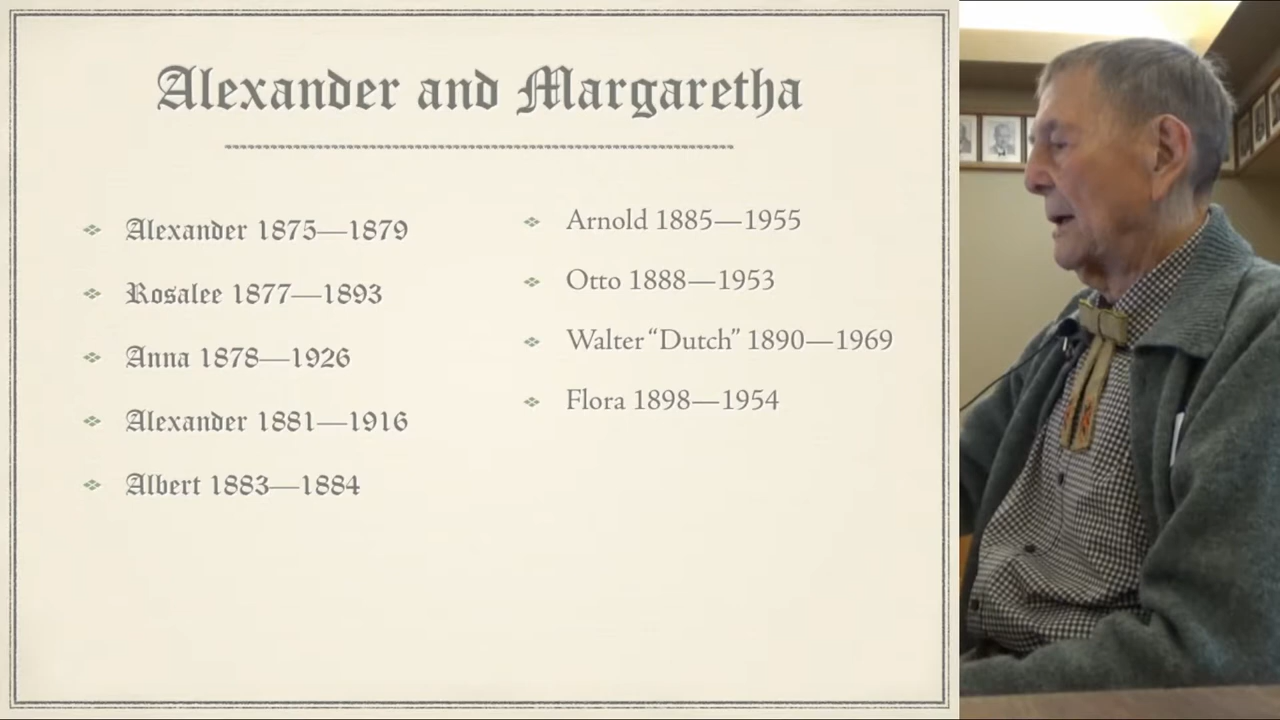 Alexander and Margaretha
Alexander 1875—1879
Rosalee 1877—1893
Anna 1878—1926
Alexander 1881—1916
Albert 1883—1884
Arnold 1885—1955
Otto 1888—1953
Walter “Dutch” 1890—1969
Flora 1898—1954